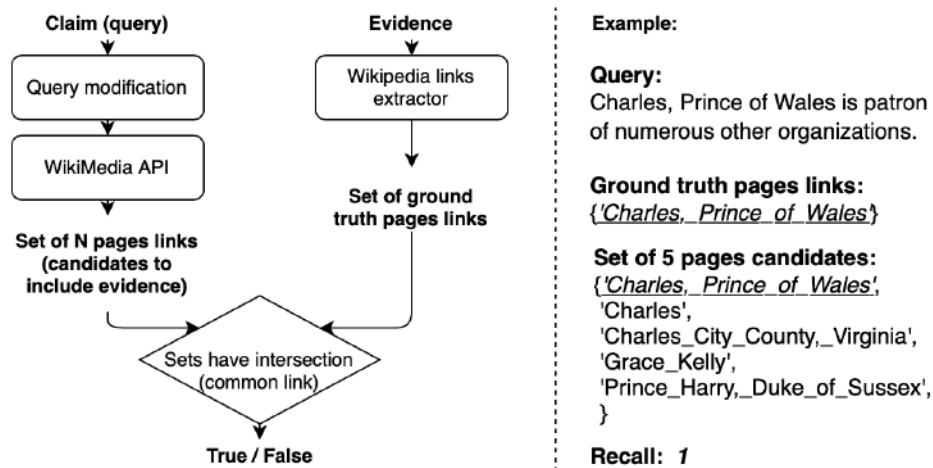 Claim (query)
Query modification
WikiMedia API
Set of N pages links
(candidates to
include evidence)
Evidence
Wikipedia links
extractor
Set of ground
truth pages links
Sets have intersection
(common link)
True / False
Example:
Query:
Charles, Prince of Wales is patron
of numerous other organizations.
Ground truth pages links:
{'Charles,_Prince_of_Wales'}
Set of 5 pages candidates:
{'Charles,_Prince_of_Wales',
'Charles',
'Charles_City_County,_Virginia',
'Grace_Kelly',
'Prince_Harry,_Duke_of_Sussex',
}
Recall: 1